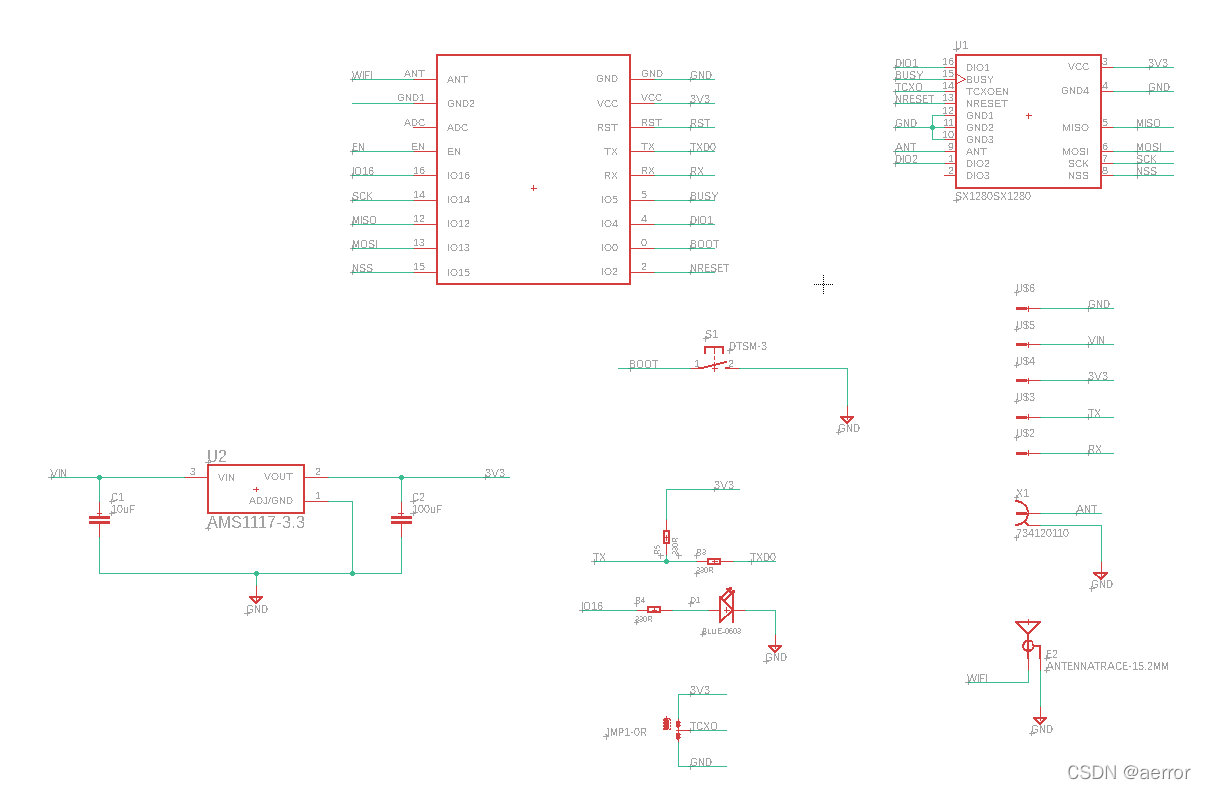 WIFI ANT ANT GND GND GND
GND1 GND2 VCC VCC 3V3
ADC ADC RST RST RST
EN EN EN TX TX TXD0
IO16 16 IO16 RX RX RX
SCK 14 IO14 IO5 5 BUSY
MISO 12 IO12 IO4 4 DIO1
MOSI 13 IO13 IO0 0 BOOT
NSS 15 IO15 IO2 2 NRESET
U1
DIO1 16 DIO1 VCC 3 3V3
BUSY 15 BUSY
TCXO 14 TCXOEN GND4 4 GND
NRESET 13 NRESET
12 GND1
GND 11 GND2 MISO 5 MISO
10 GND3
ANT 9 ANT MOSI 6 MOSI
DIO2 1 DIO2 SCK 7 SCK
2 DIO3 NSS 8 NSS
SX1280SX1280
U$6
GND
U$5
VIN
U$4
3V3
U$3
TX
U$2
RX
S1
DTSM-3
BOOT 1 2
GND
U2
VIN 3 VIN VOUT 2 3V3
ADJ/GND 1
AMS1117-3.3
C1
10uF
C2
100uF
GND
3V3
R5
330R
TX R3 TXD0
330R
IO16 R4 D1
330R
BLUE-0603
GND
3V3
JMP1-0R TCXO
GND
X1
ANT
734120110
GND
E2
ANTENNATRACE-15.2MM
WIFI
GND
CSDN @aerror